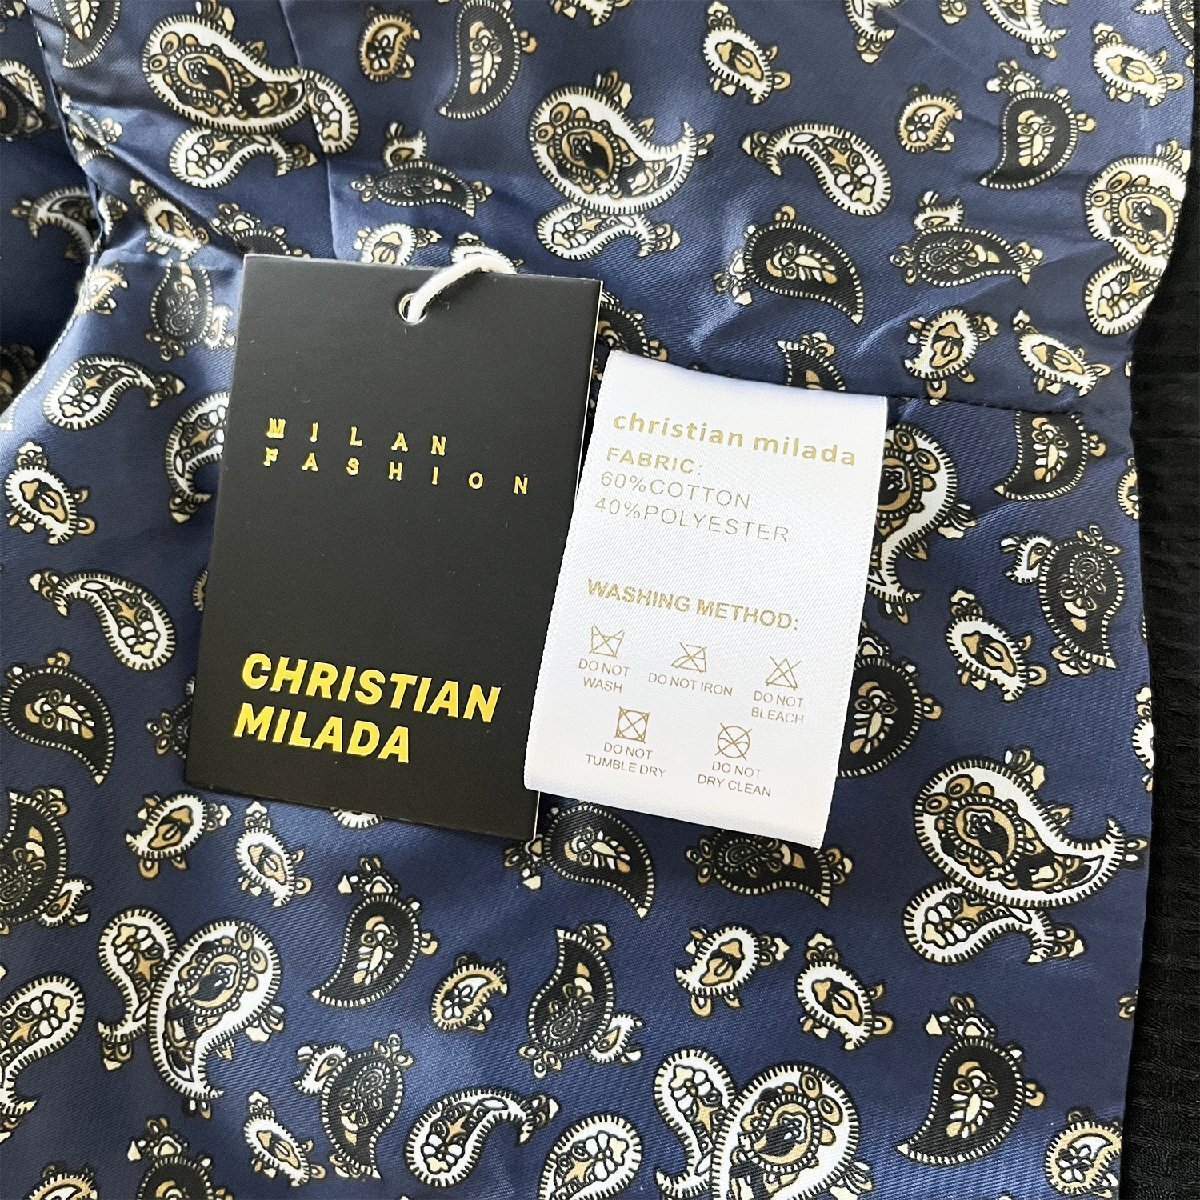 MILAN
FASHION
CHRISTIAN
MILADA
christian milada
FABRIC:
60%COTTON
40%POLYESTER
WASHING METHOD:
DO NOT
WASH
DO NOT IRON
DO NOT
BLEACH
DO NOT
TUMBLE DRY
DO NOT
DRY CLEAN